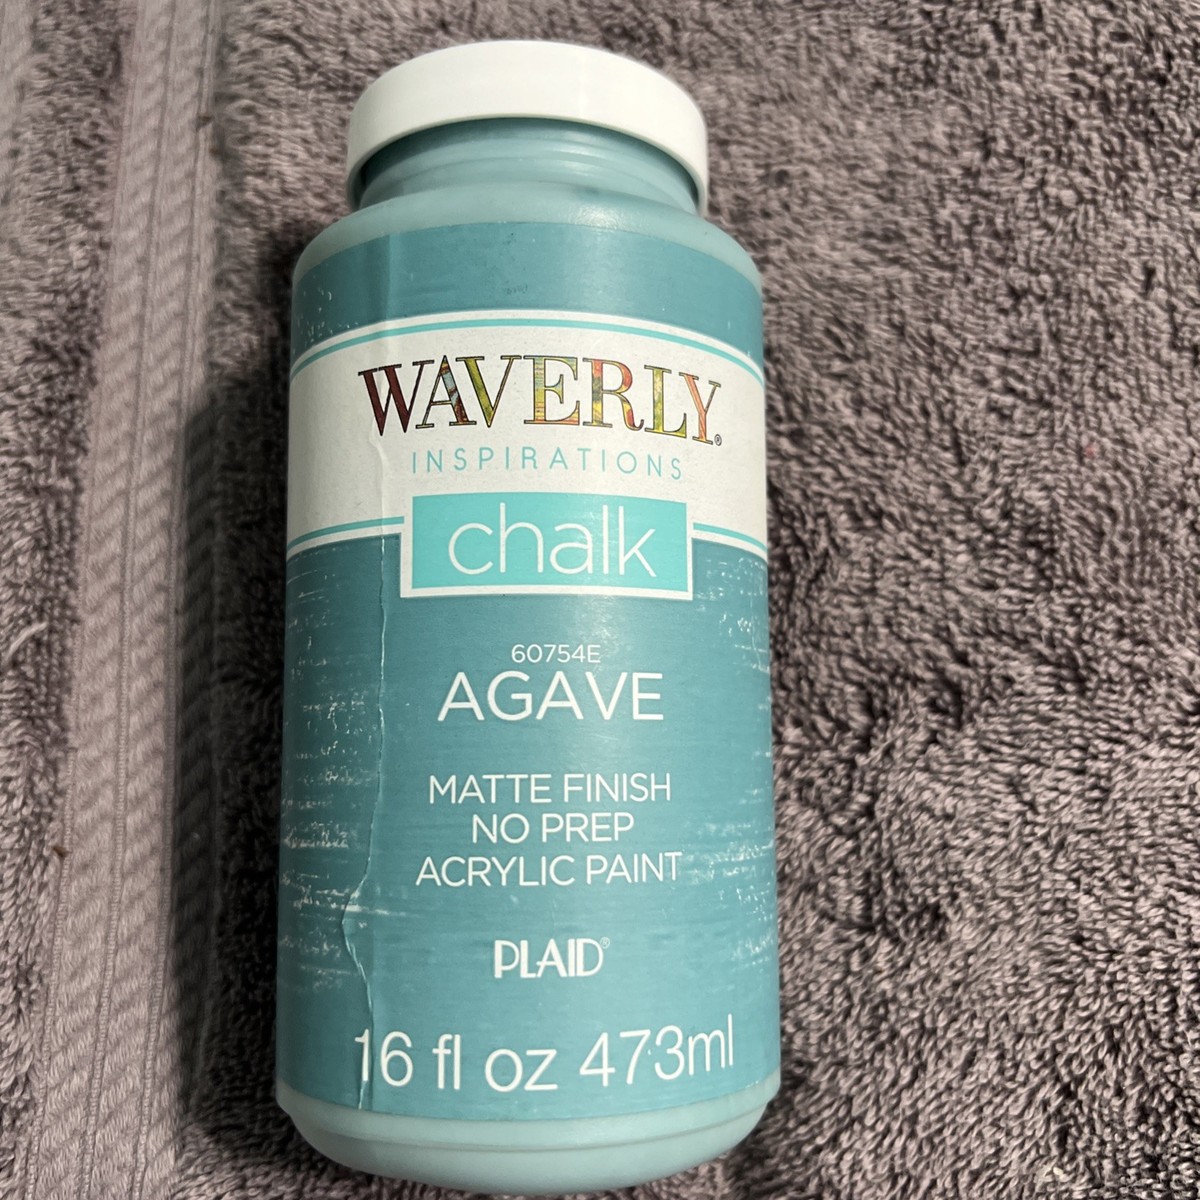 WAVERLY®
INSPIRATIONS
chalk
60754E
AGAVE
MATTE FINISH
NO PREP
ACRYLIC PAINT
PLAID®
16 fl oz 473ml